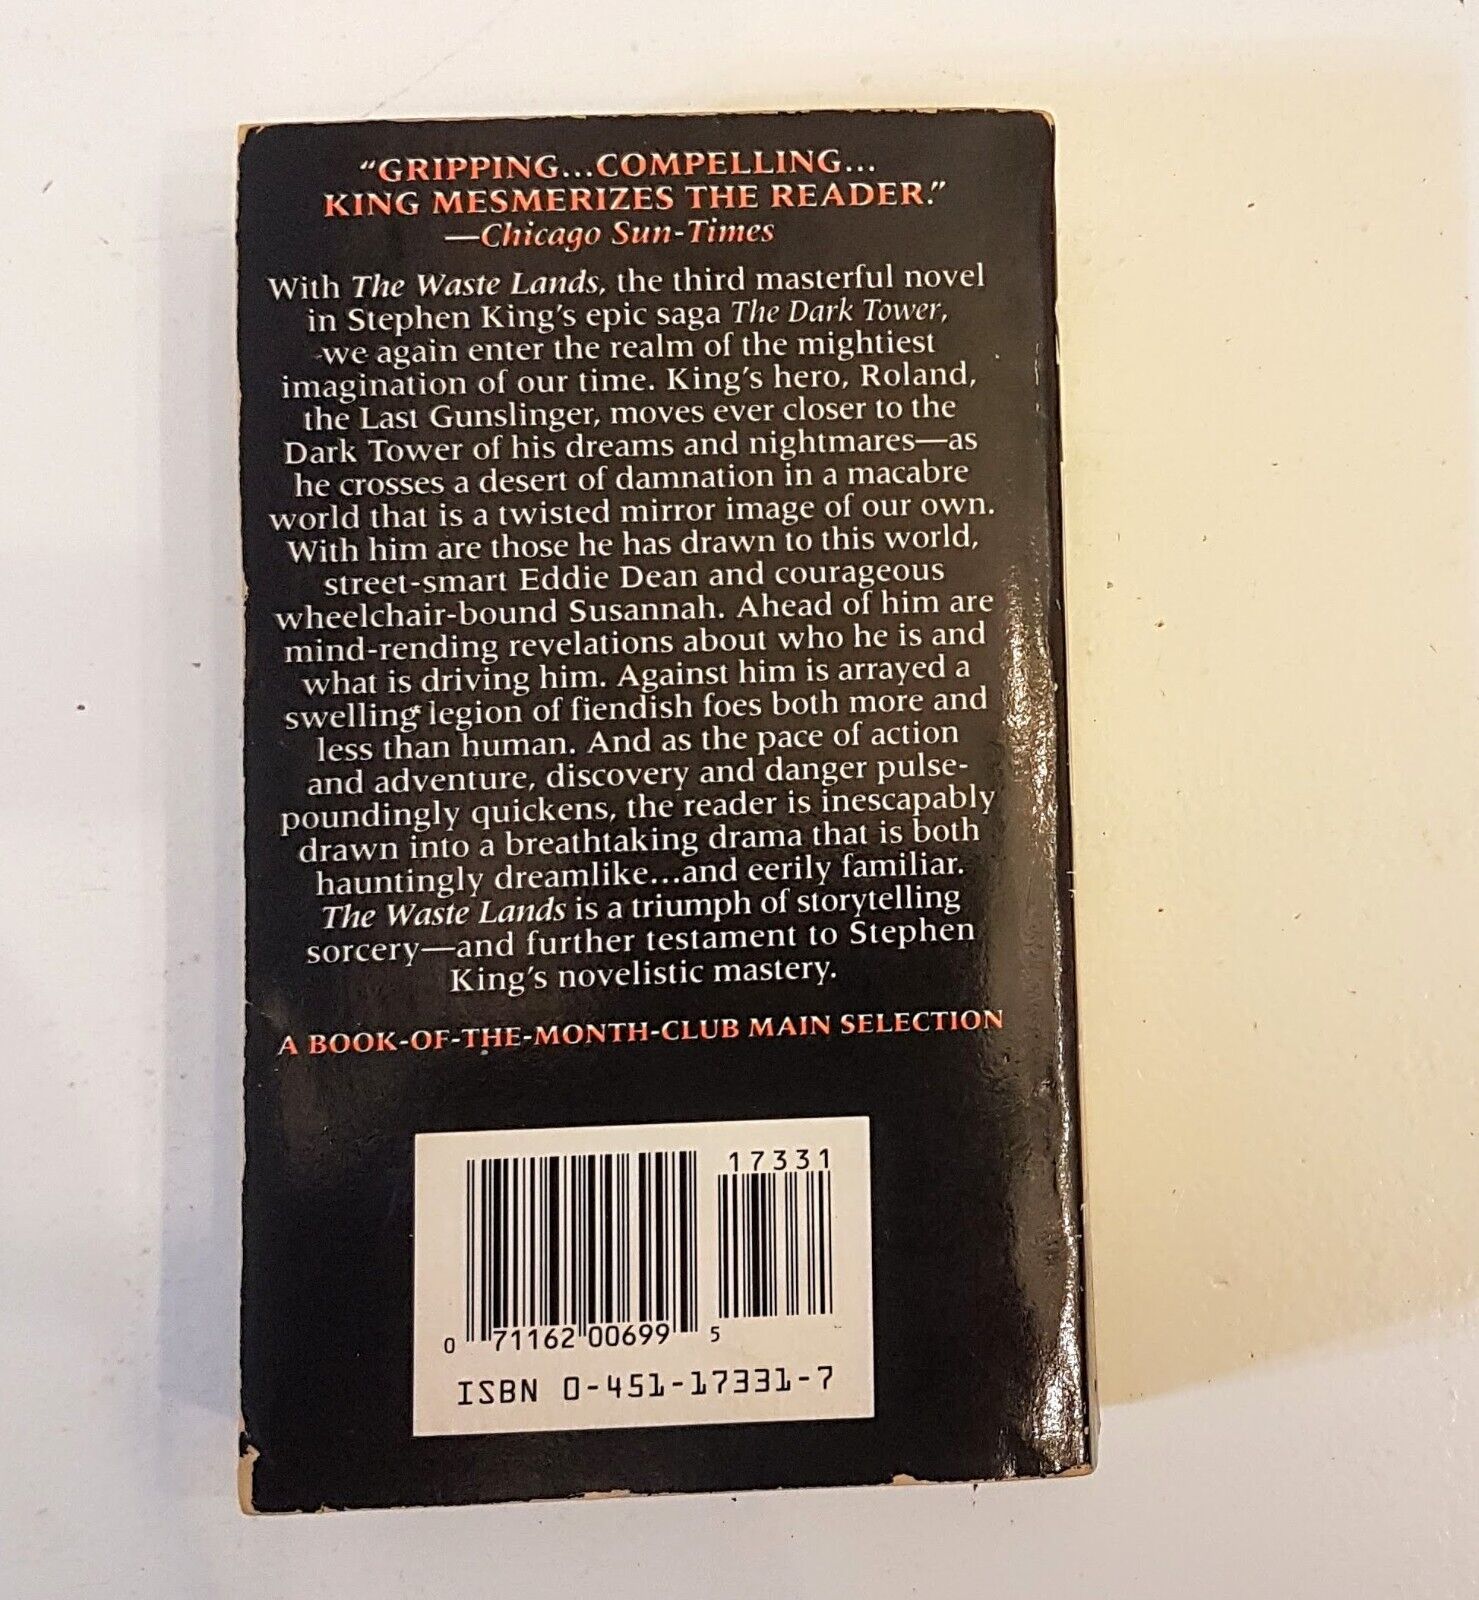 “GRIPPING...COMPELLING...
KING MESMERIZES THE READER.”
—Chicago Sun-Times
With The Waste Lands, the third masterful novel
in Stephen King’s epic saga The Dark Tower,
we again enter the realm of the mightiest
imagination of our time. King’s hero, Roland,
the Last Gunslinger, moves ever closer to the
Dark Tower of his dreams and nightmares—as
he crosses a desert of damnation in a macabre
world that is a twisted mirror image of our own.
With him are those he has drawn to this world,
street-smart Eddie Dean and courageous
wheelchair-bound Susannah. Ahead of him are
mind-rending revelations about who he is and
what is driving him. Against him is arrayed a
swelling legion of fiendish foes both more and
less than human. And as the pace of action
and adventure, discovery and danger pulse-
poundingly quickens, the reader is inescapably
drawn into a breathtaking drama that is both
hauntingly dreamlike...and eerily familiar.
The Waste Lands is a triumph of storytelling
sorcery—and further testament to Stephen
King’s novelistic mastery.
A BOOK-OF-THE-MONTH-CLUB MAIN SELECTION
17331
0 71162 00699 5
ISBN 0-451-17331-7